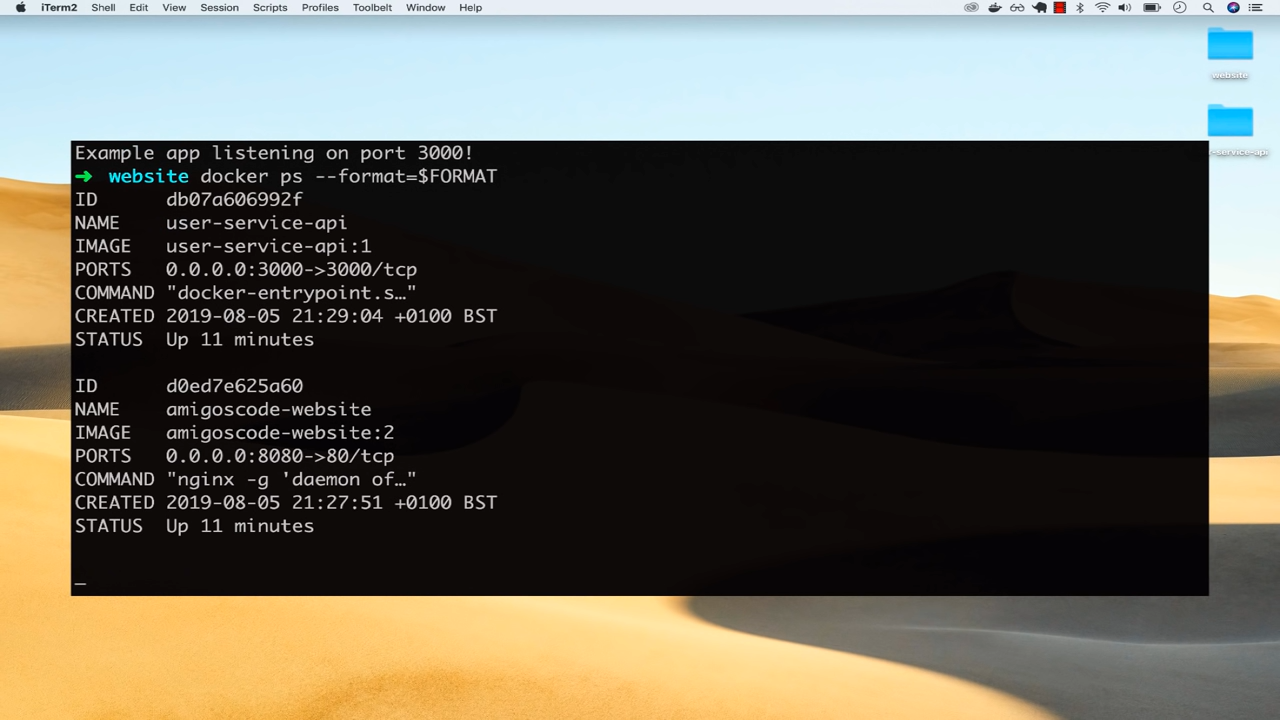 iTerm2 Shell Edit View Session Scripts Profiles Toolbelt Window Help
website
-service-api
Example app listening on port 3000!
➜ website docker ps --format=$FORMAT
ID db07a606992f
NAME user-service-api
IMAGE user-service-api:1
PORTS 0.0.0.0:3000->3000/tcp
COMMAND "docker-entrypoint.s…"
CREATED 2019-08-05 21:29:04 +0100 BST
STATUS Up 11 minutes
ID d0ed7e625a60
NAME amigoscode-website
IMAGE amigoscode-website:2
PORTS 0.0.0.0:8080->80/tcp
COMMAND "nginx -g 'daemon of…"
CREATED 2019-08-05 21:27:51 +0100 BST
STATUS Up 11 minutes